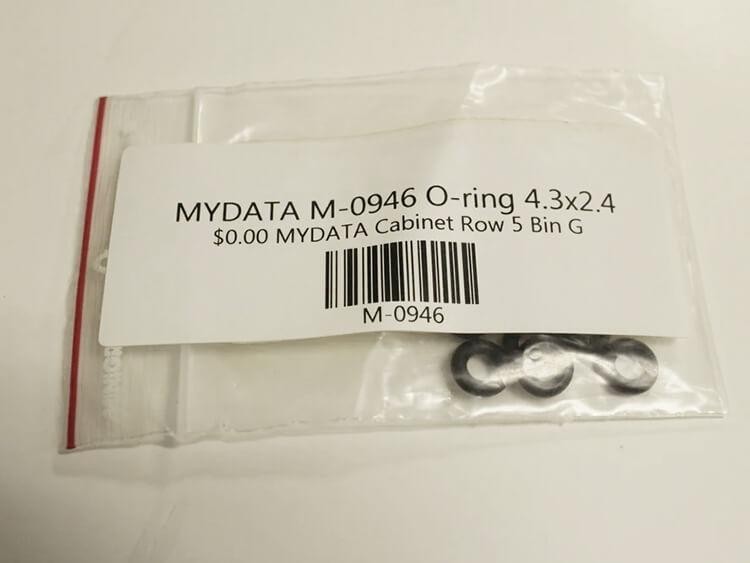 MYDATA M-0946 O-ring 4.3x2.4
$0.00 MYDATA Cabinet Row 5 Bin G
M-0946